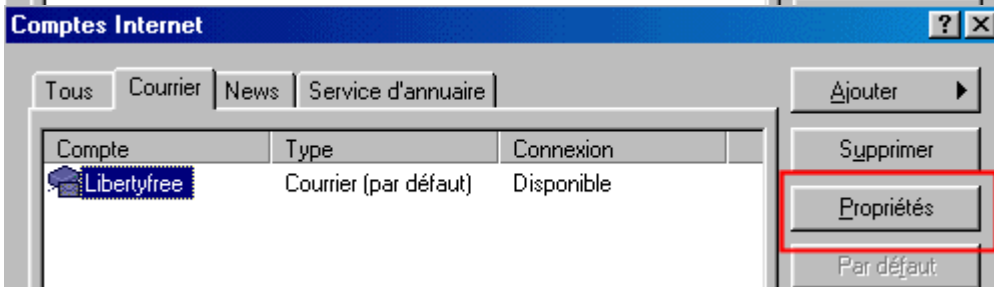 Comptes Internet
Tous Courrier News Service d'annuaire
Ajouter
Compte Type Connexion
Supprimer
Libertyfree Courrier (par défaut) Disponible
Propriétés
Par défaut